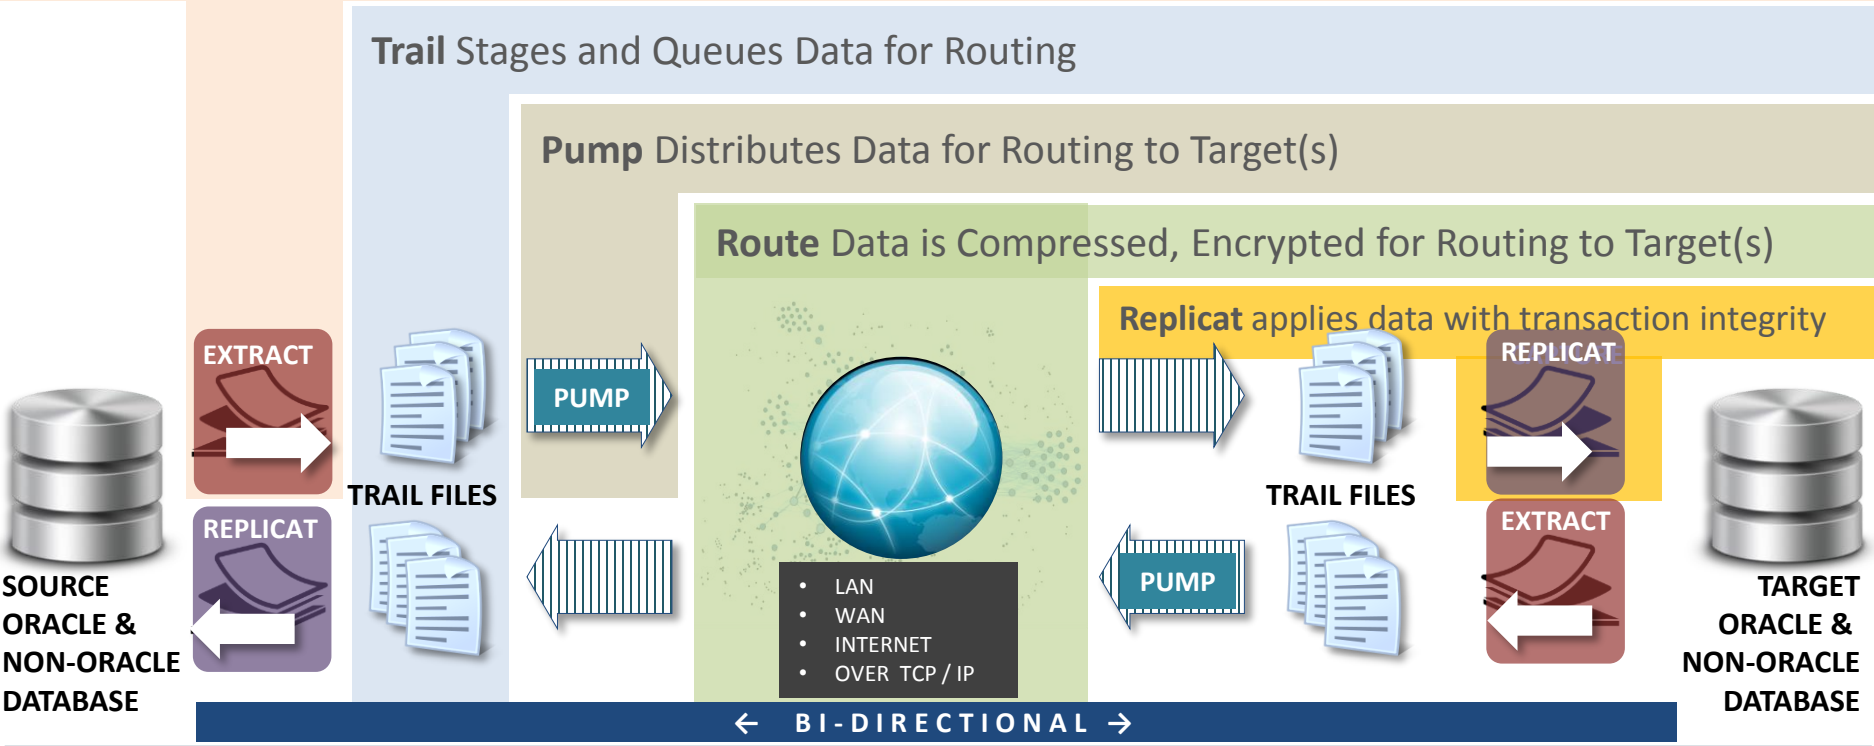 Trail Stages and Queues Data for Routing
Pump Distributes Data for Routing to Target(s)
Route Data is Compressed, Encrypted for Routing to Target(s)
Replicat applies data with transaction integrity
EXTRACT
PUMP
REPLICAT
TRAIL FILES
TRAIL FILES
REPLICAT
EXTRACT
PUMP
• LAN
• WAN
• INTERNET
• OVER TCP / IP
SOURCE
ORACLE &
NON-ORACLE
DATABASE
TARGET
ORACLE &
NON-ORACLE
DATABASE
← BI-DIRECTIONAL →